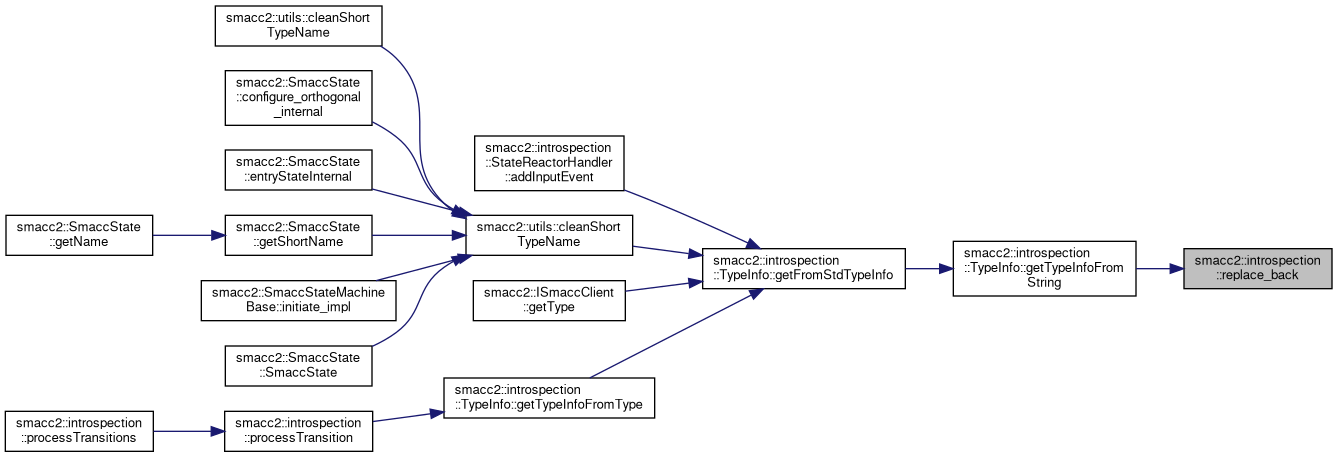 smacc2::utils::cleanShort
TypeName
smacc2::SmaccState
::configure_orthogonal
_internal
smacc2::SmaccState
::entryStateInternal
smacc2::SmaccState
::getName
smacc2::SmaccState
::getShortName
smacc2::SmaccStateMachine
Base::initiate_impl
smacc2::SmaccState
::SmaccState
smacc2::introspection
::processTransitions
smacc2::introspection
::processTransition
smacc2::introspection
::StateReactorHandler
::addInputEvent
smacc2::utils::cleanShort
TypeName
smacc2::ISmaccClient
::getType
smacc2::introspection
::TypeInfo::getTypeInfoFromType
smacc2::introspection
::TypeInfo::getFromStdTypeInfo
smacc2::introspection
::TypeInfo::getTypeInfoFrom
String
smacc2::introspection
::replace_back